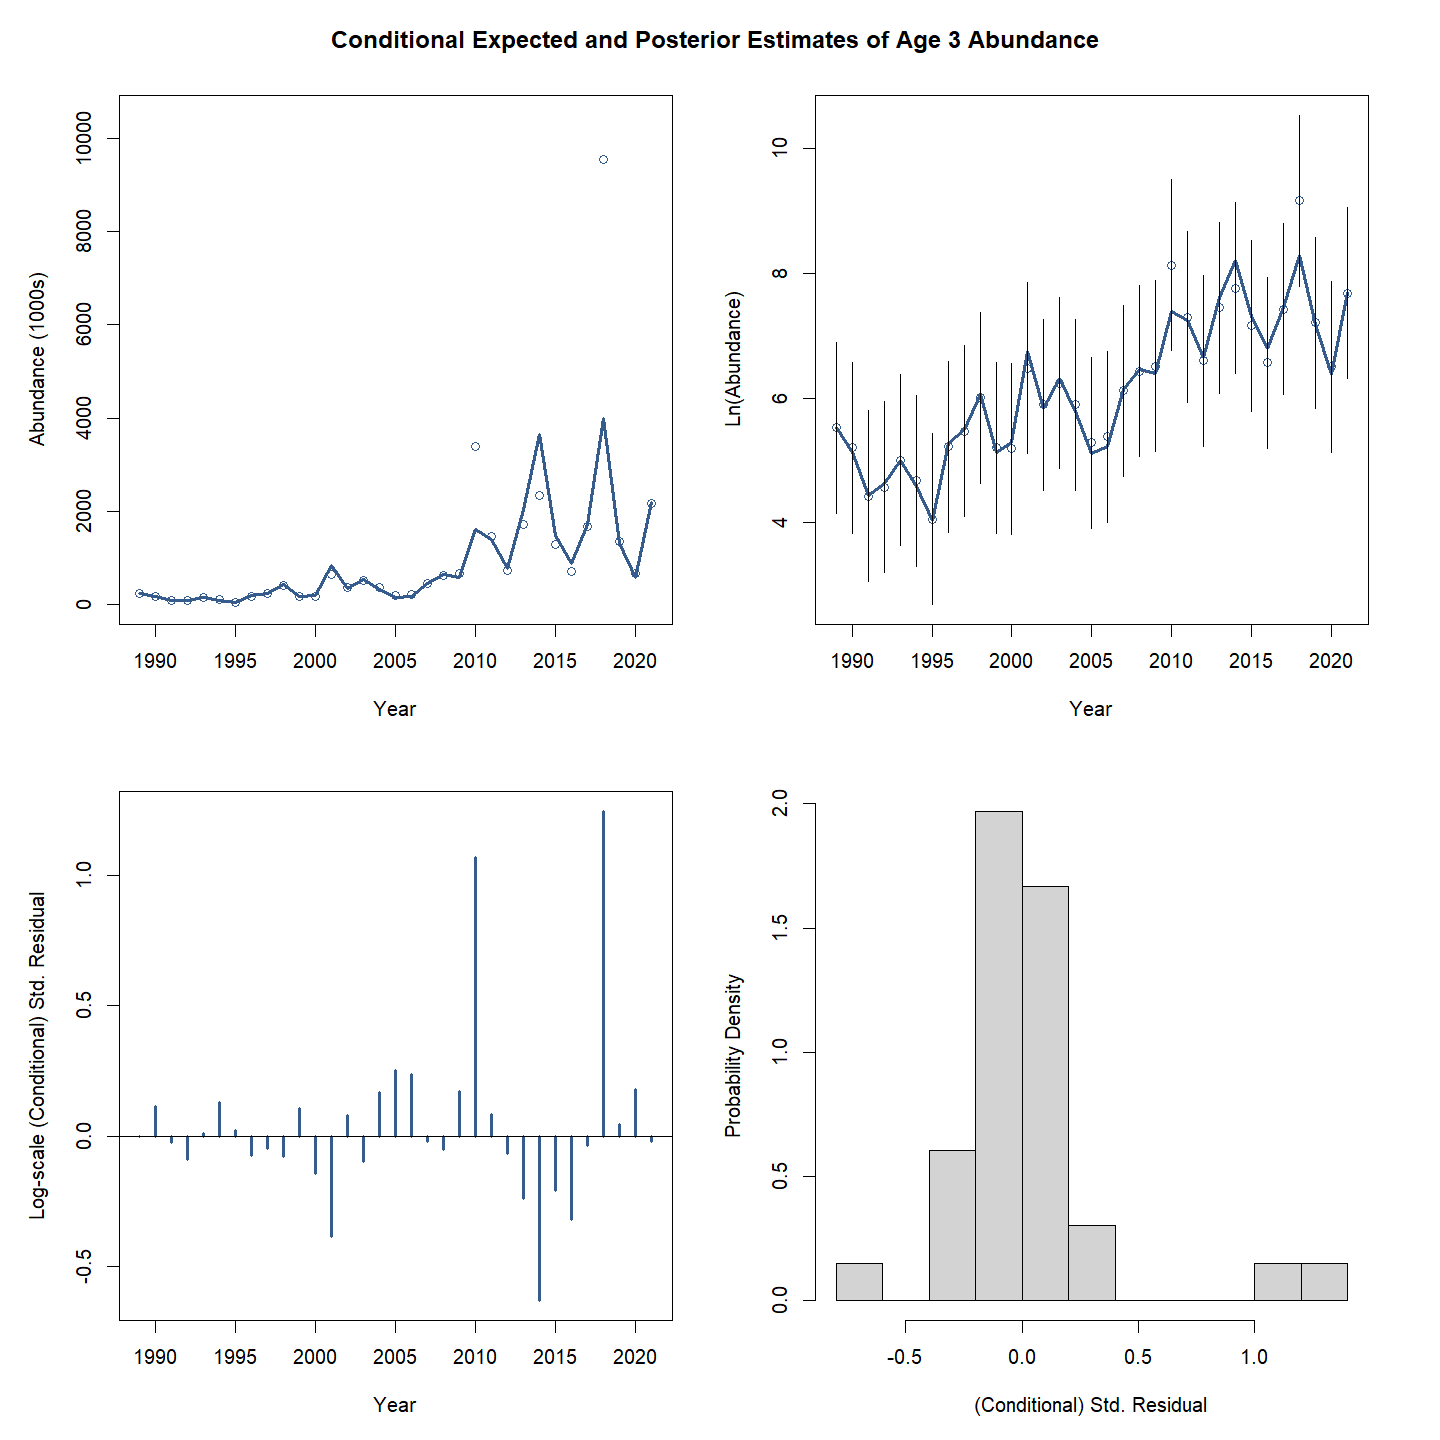 Conditional Expected and Posterior Estimates of Age 3 Abundance
Abundance (1000s)
10000
8000
6000
4000
2000
0
1990 1995 2000 2005 2010 2015 2020
Year
Ln(Abundance)
10
8
6
4
1990 1995 2000 2005 2010 2015 2020
Year
Log-scale (Conditional) Std. Residual
1.0
0.5
0.0
-0.5
1990 1995 2000 2005 2010 2015 2020
Year
Probability Density
2.0
1.5
1.0
0.5
0.0
-0.5 0.0 0.5 1.0
(Conditional) Std. Residual